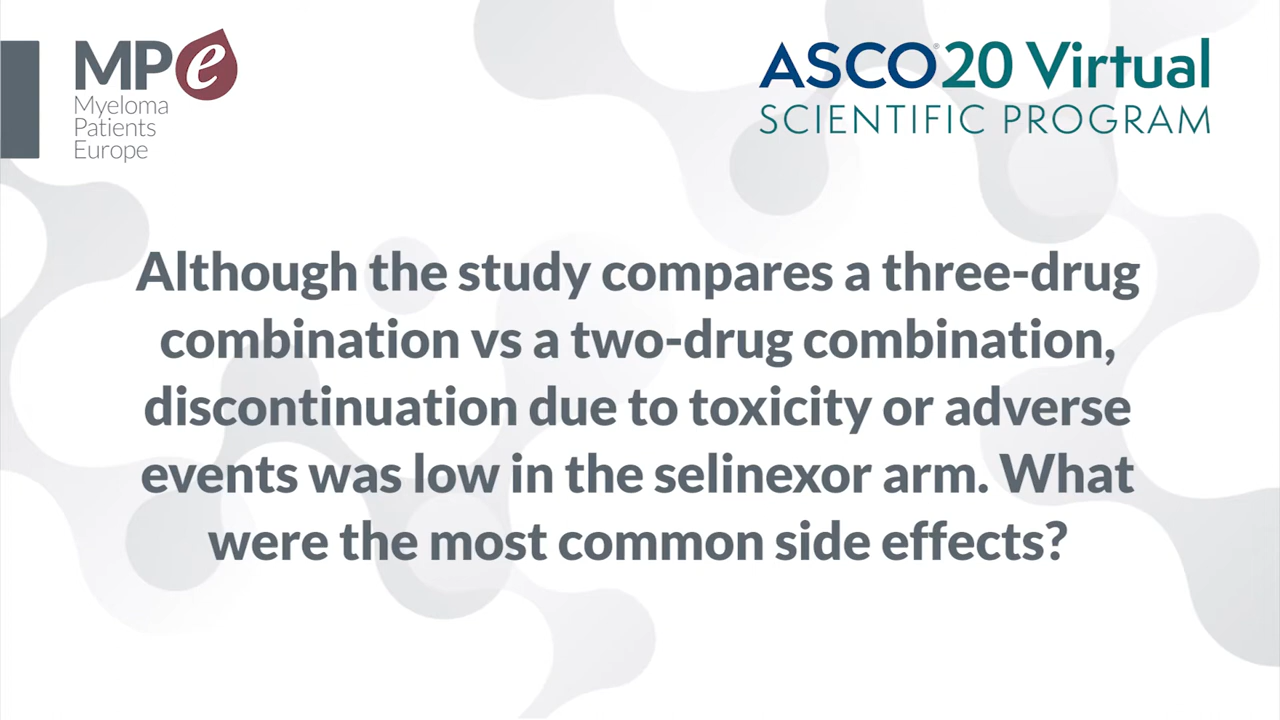 MPe
Myeloma
Patients
Europe
ASCO®20 Virtual
SCIENTIFIC PROGRAM
Although the study compares a three-drug
combination vs a two-drug combination,
discontinuation due to toxicity or adverse
events was low in the selinexor arm. What
were the most common side effects?